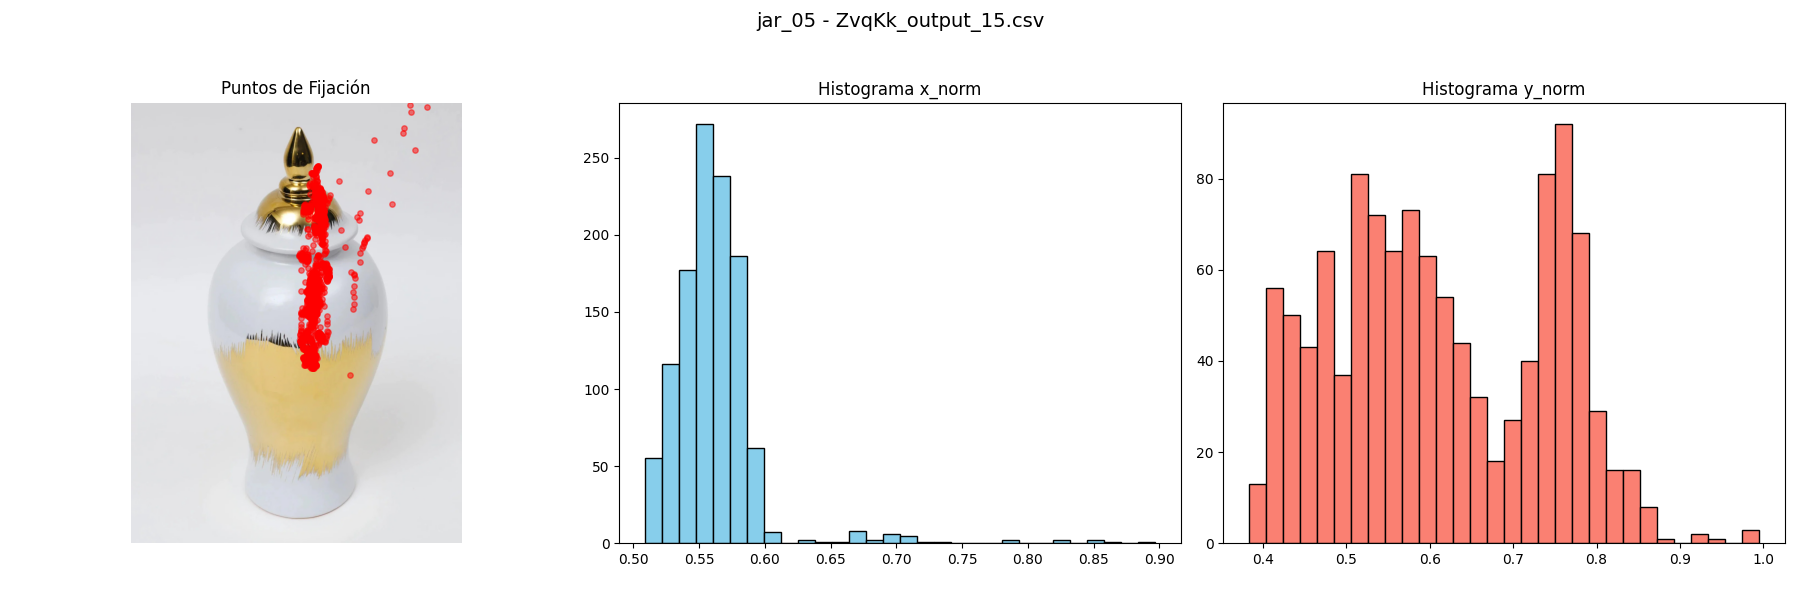 jar_05 - ZvqKk_output_15.csv
Puntos de Fijación
Histograma x_norm
0
50
100
150
200
250
0.50 0.55 0.60 0.65 0.70 0.75 0.80 0.85 0.90
Histograma y_norm
0
20
40
60
80
0.4 0.5 0.6 0.7 0.8 0.9 1.0